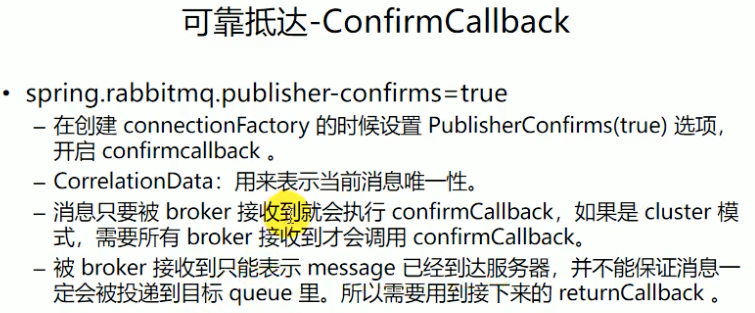 可靠抵达-ConfirmCallback
• spring.rabbitmq.publisher-confirms=true
– 在创建 connectionFactory 的时候设置 PublisherConfirms(true) 选项，
开启 confirmcallback 。
– CorrelationData：用来表示当前消息唯一性。
– 消息只要被 broker 接收到就会执行 confirmCallback，如果是 cluster 模
式，需要所有 broker 接收到才会调用 confirmCallback。
– 被 broker 接收到只能表示 message 已经到达服务器，并不能保证消息一
定会被投递到目标 queue 里。所以需要用到接下来的 returnCallback 。